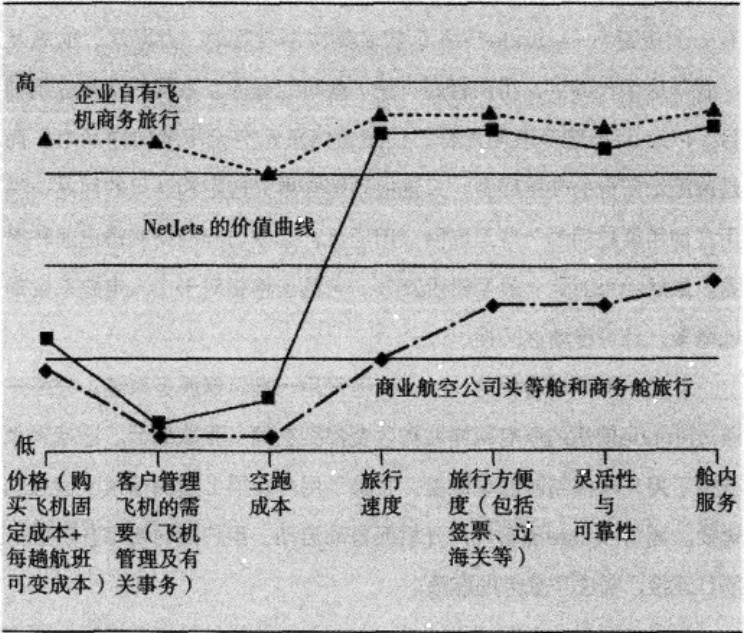 高
企业自有飞
机商务旅行
NetJets 的价值曲线
商业航空公司头等舱和商务舱旅行
低
价格（购
买飞机固
定成本+
每趟航班
可变成本）
客户管理
飞机的需
要（飞机
管理及有
关事务）
空跑
成本
旅行
速度
旅行方便
度（包括
签票、过
海关等）
灵活性
与
可靠性
舱内
服务